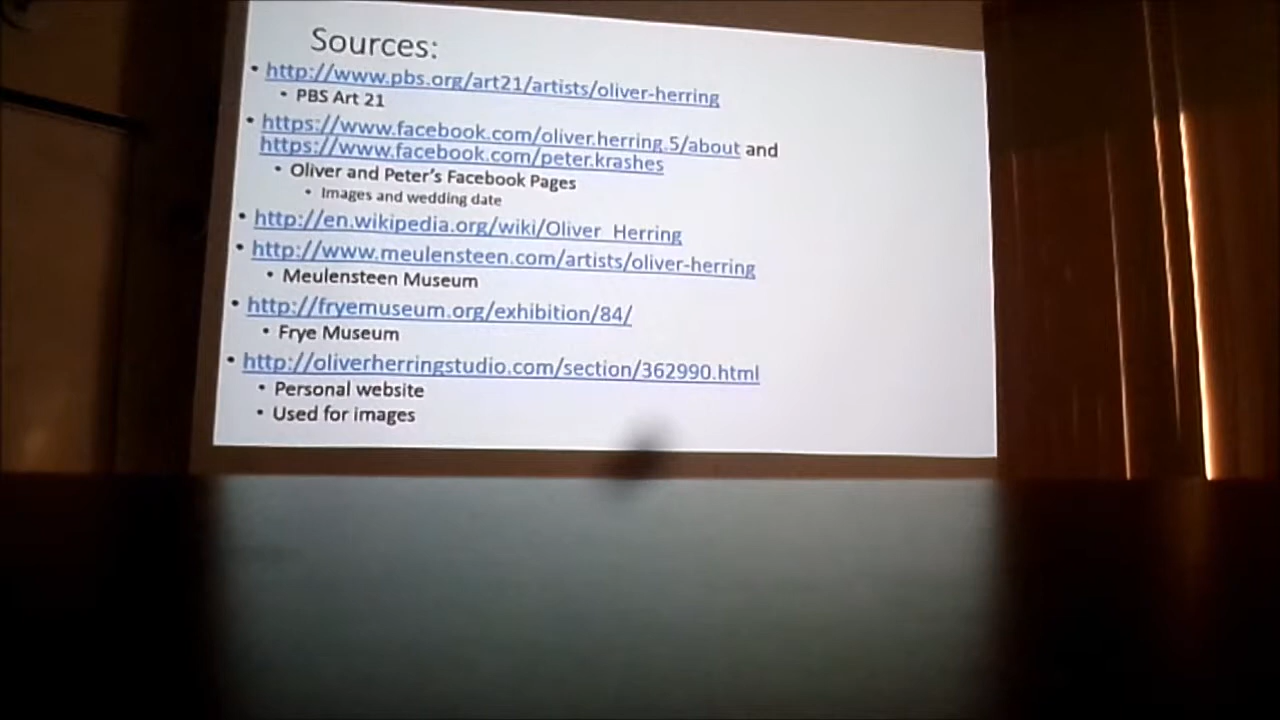 Sources:
• http://www.pbs.org/art21/artists/oliver-herring
• PBS Art 21
• https://www.facebook.com/oliver.herring.5/about and
https://www.facebook.com/peter.krashes
• Oliver and Peter's Facebook Pages
• Images and wedding date
• http://en.wikipedia.org/wiki/Oliver_Herring
• http://www.meulensteen.com/artists/oliver-herring
• Meulensteen Museum
• http://fryemuseum.org/exhibition/84/
• Frye Museum
• http://oliverherringstudio.com/section/362990.html
• Personal website
• Used for images